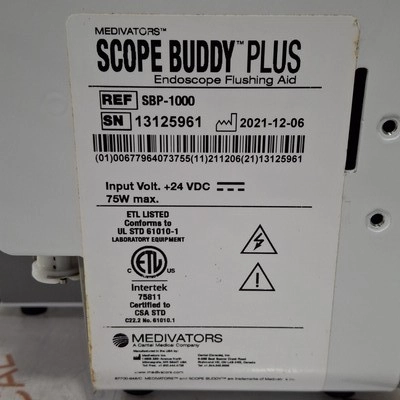 MEDIVATORS™
SCOPE BUDDY™ PLUS
Endoscope Flushing Aid
REF SBP-1000
SN 13125961 2021-12-06
(01)00677964073755(11)211206(21)13125961
Input Volt. +24 VDC
75W max.
ETL LISTED
Conforms to
UL STD 61010-1
LABORATORY EQUIPMENT
ETL
Intertek
75811
Certified to
CSA STD
C22.2 No. 61010.1
MEDIVATORS
A Cantel Medical Company